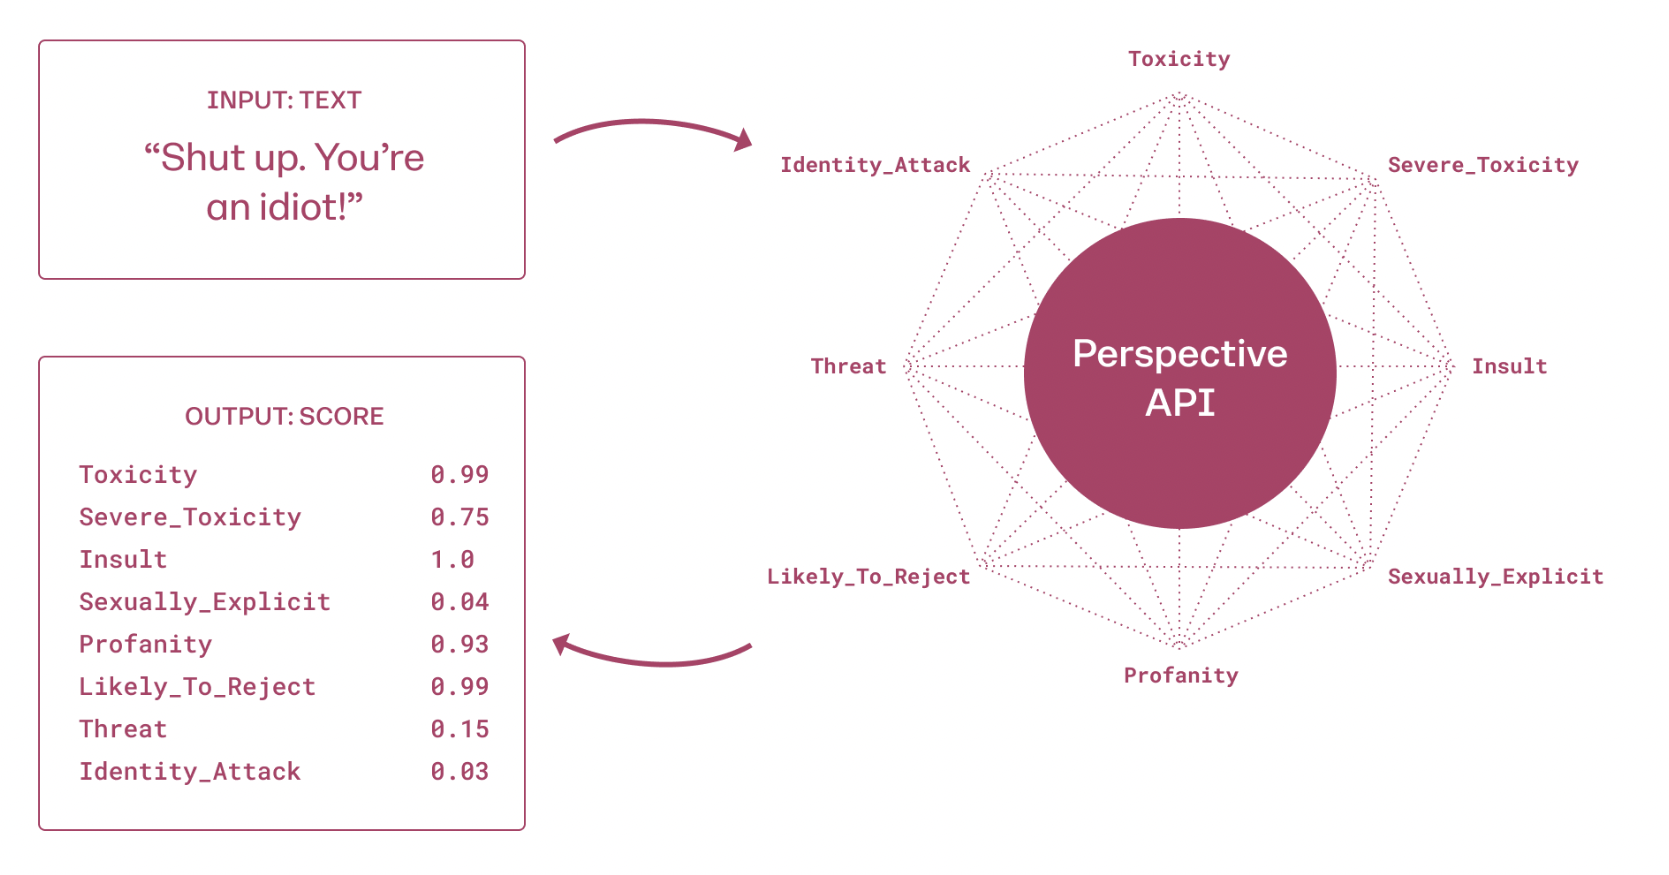 INPUT: TEXT
“Shut up. You’re
an idiot!”
OUTPUT: SCORE
Toxicity 0.99
Severe_Toxicity 0.75
Insult 1.0
Sexually_Explicit 0.04
Profanity 0.93
Likely_To_Reject 0.99
Threat 0.15
Identity_Attack 0.03
Toxicity
Identity_Attack
Severe_Toxicity
Threat
Perspective
API
Insult
Likely_To_Reject
Sexually_Explicit
Profanity